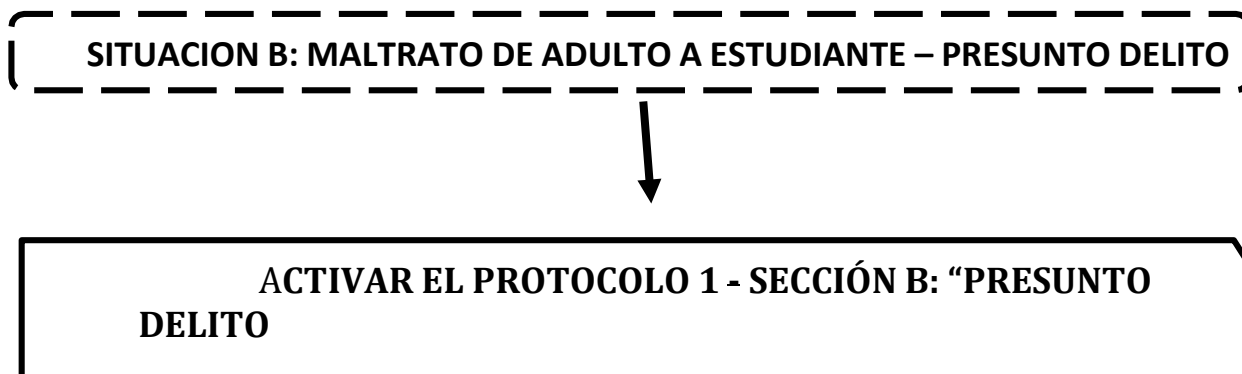 SITUACION B: MALTRATO DE ADULTO A ESTUDIANTE – PRESUNTO DELITO
ACTIVAR EL PROTOCOLO 1 - SECCIÓN B: “PRESUNTO
DELITO